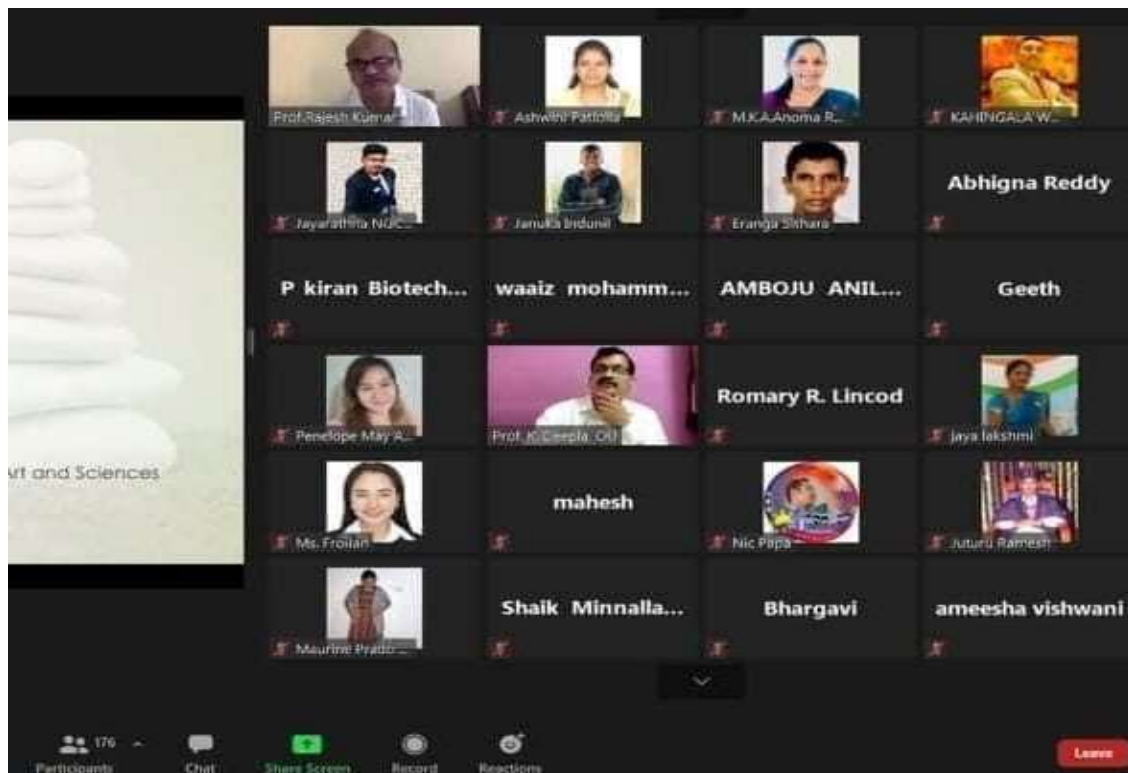 Art and Sciences
Prof.Rajesh Kumar
Ashwini Patlolla
M.K.A.Anoma R...
KAHINGALA W...
Jayarathna NGC...
Januka Indunil
Eranga Sithara
Abhigna Reddy
P kiran Biotech...
waaiz mohamm...
AMBOJU ANIL...
Geeth
Penelope May A...
Prof. K. Deepla, OU
Romary R. Lincod
Jaya lakshmi
Ms. Froilan
mahesh
Nic Papa
Juturu Ramesh
Maurine Prado ...
Shaik Minnalla...
Bhargavi
ameesha vishwani
176
Participants
Chat
Share Screen
Record
Reactions
Leave